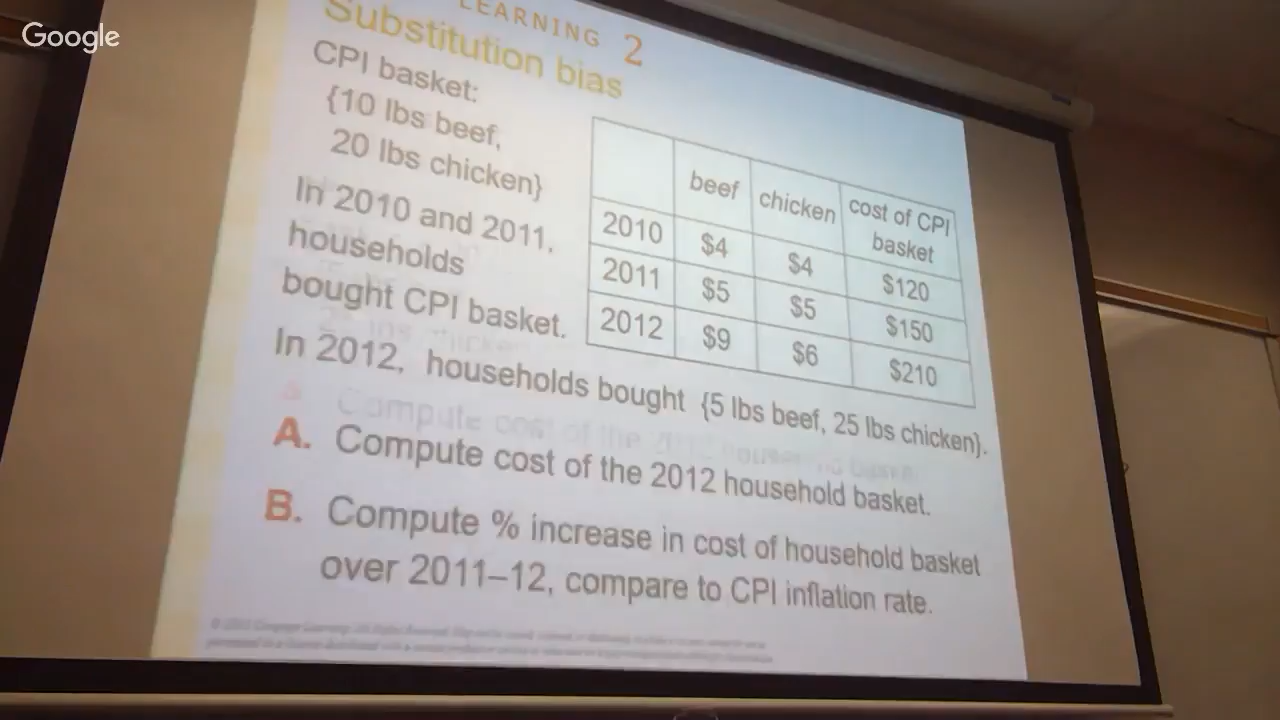 Google
LEARNING 2
Substitution bias
CPI basket:
{10 lbs beef,
20 lbs chicken}
In 2010 and 2011,
households
bought CPI basket.
beef chicken cost of CPI
basket
2010 $4 $4 $120
2011 $5 $5 $150
2012 $9 $6 $210
In 2012, households bought {5 lbs beef, 25 lbs chicken}.
A. Compute cost of the 2012 household basket.
B. Compute % increase in cost of household basket
over 2011–12, compare to CPI inflation rate.